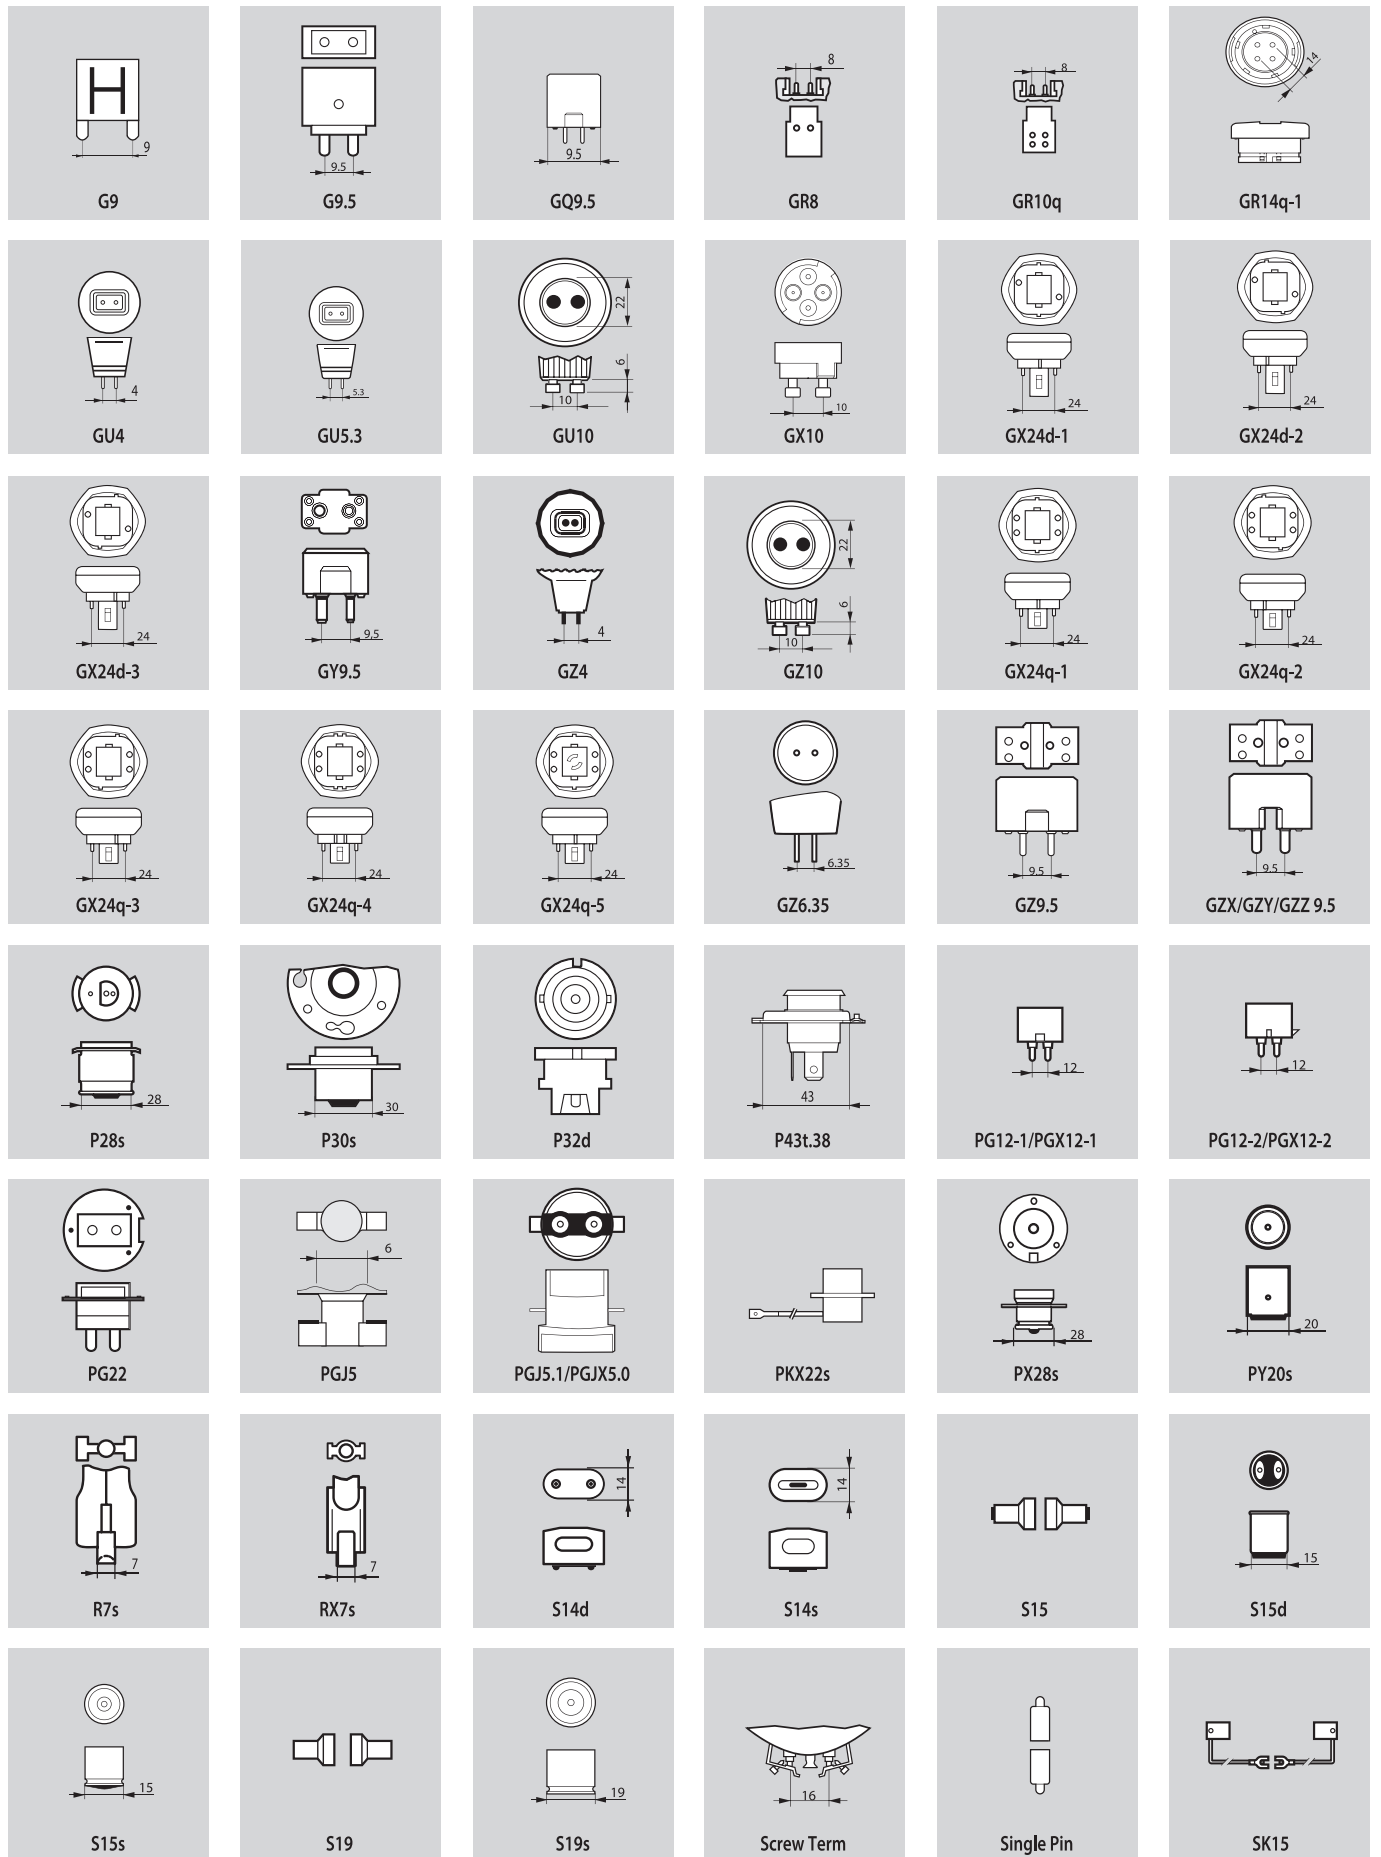 H
9
G9
9.5
G9.5
9.5
GQ9.5
8
GR8
8
GR10q
14
GR14q-1
4
GU4
5.3
GU5.3
22
6
10
GU10
10
GX10
24
GX24d-1
24
GX24d-2
24
GX24d-3
9,5
GY9.5
4
GZ4
22
6
10
GZ10
24
GX24q-1
24
GX24q-2
24
GX24q-3
24
GX24q-4
24
GX24q-5
6.35
GZ6.35
9.5
GZ9.5
9.5
GZX/GZY/GZZ 9.5
28
P28s
30
P30s
P32d
43
P43t.38
12
PG12-1/PGX12-1
12
PG12-2/PGX12-2
PG22
6
PGJ5
PGJ5.1/PGJX5.0
PKX22s
28
PX28s
20
PY20s
7
R7s
7
RX7s
14
S14d
14
S14s
S15
15
S15d
15
S15s
S19
19
S19s
16
Screw Term
Single Pin
SK15